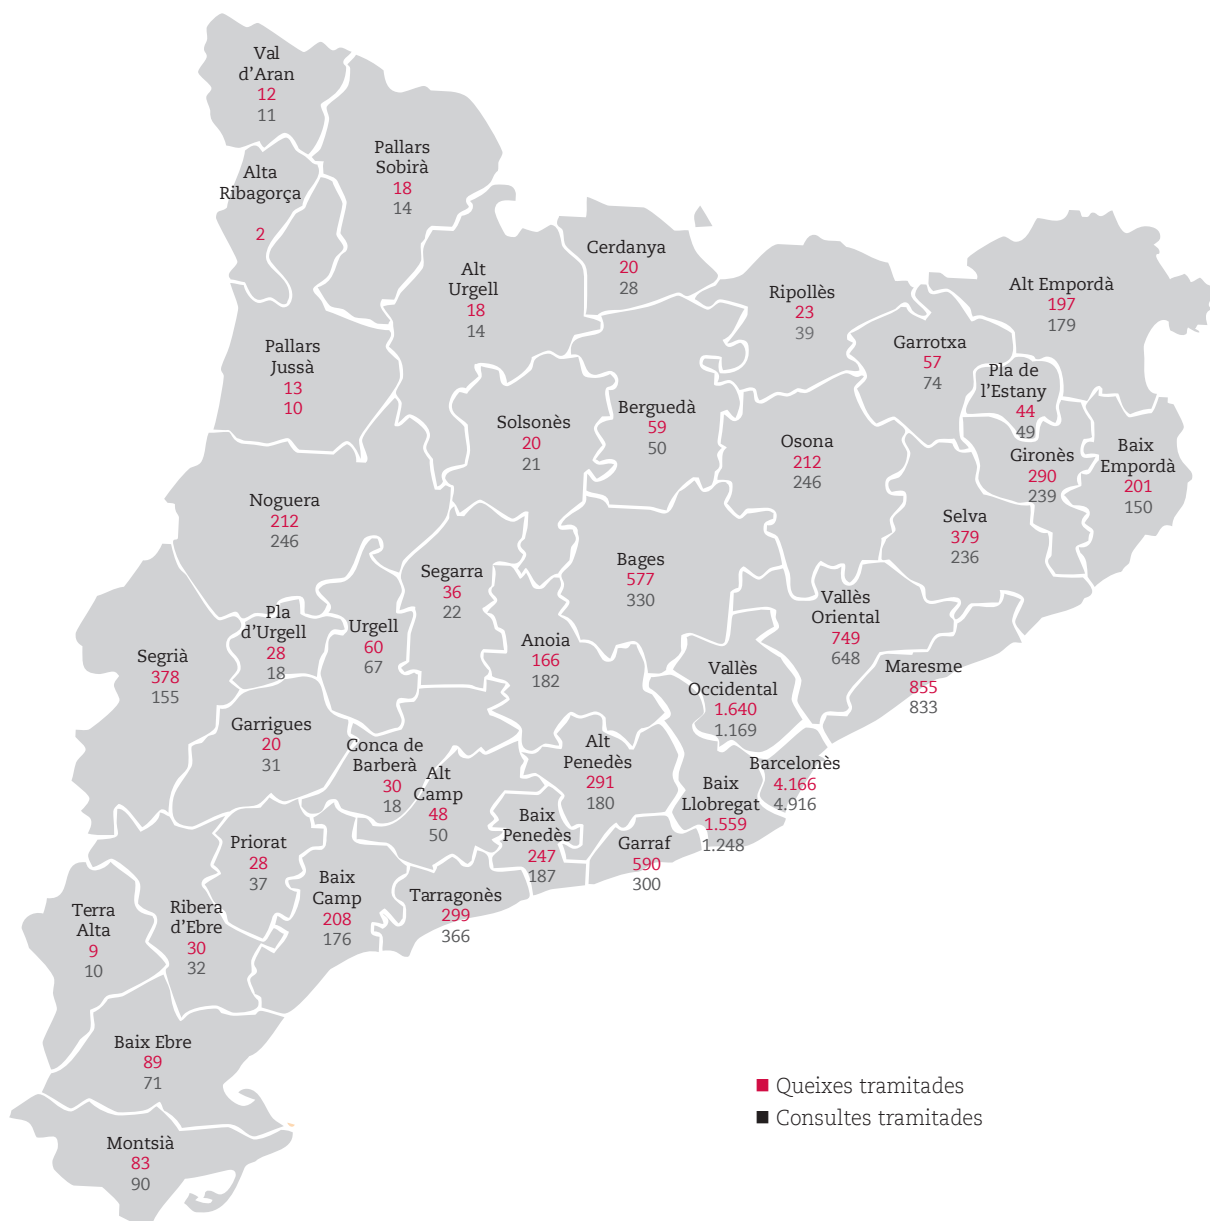 Val
d'Aran
12
11
Pallars
Sobirà
18
14
Alta
Ribagorça
2
Cerdanya
20
28
Alt
Urgell
18
14
Ripollès
23
39
Alt Empordà
197
179
Garrotxa
57
74
Pallars
Jussà
13
10
Pla de
l'Estany
44
49
Berguedà
59
50
Solsonès
20
21
Osona
212
246
Gironès
290
239
Baix
Empordà
201
150
Noguera
212
246
Selva
379
236
Bages
577
330
Segarra
36
22
Vallès
Oriental
749
648
Pla
d'Urgell
28
18
Urgell
60
67
Anoia
166
182
Segrià
378
155
Maresme
855
833
Vallès
Occidental
1.640
1.169
Garrigues
20
31
Conca de
Barberà
30
18
Alt
Camp
48
50
Alt
Penedès
291
180
Barcelonès
4.166
4.916
Baix
Llobregat
1.559
1.248
Baix
Penedès
247
187
Garraf
590
300
Priorat
28
37
Baix
Camp
208
176
Tarragonès
299
366
Terra
Alta
9
10
Ribera
d'Ebre
30
32
Baix Ebre
89
71
Montsià
83
90
Queixes tramitades
Consultes tramitades